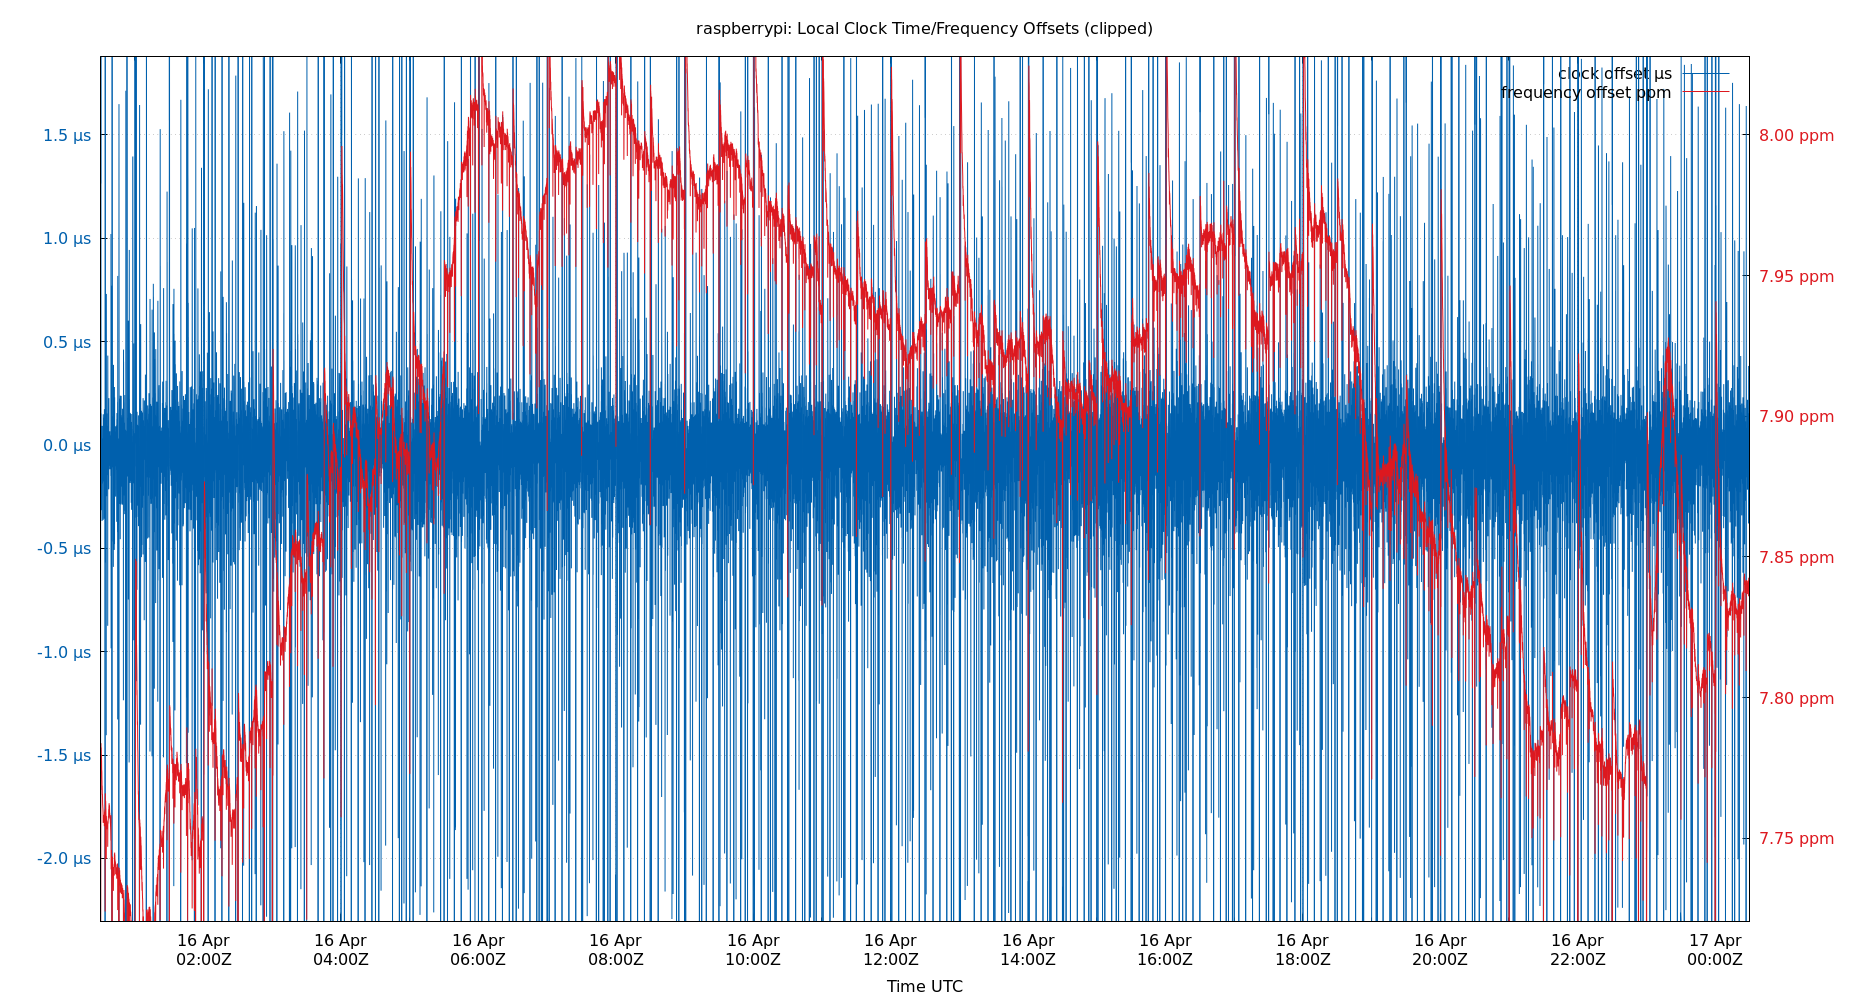 raspberrypi: Local Clock Time/Frequency Offsets (clipped)
clock offset µs
frequency offset ppm
1.5 µs
1.0 µs
0.5 µs
0.0 µs
-0.5 µs
-1.0 µs
-1.5 µs
-2.0 µs
8.00 ppm
7.95 ppm
7.90 ppm
7.85 ppm
7.80 ppm
7.75 ppm
16 Apr 16 Apr 16 Apr 16 Apr 16 Apr 16 Apr 16 Apr 16 Apr 16 Apr 16 Apr 16 Apr 17 Apr
02:00Z 04:00Z 06:00Z 08:00Z 10:00Z 12:00Z 14:00Z 16:00Z 18:00Z 20:00Z 22:00Z 00:00Z
Time UTC